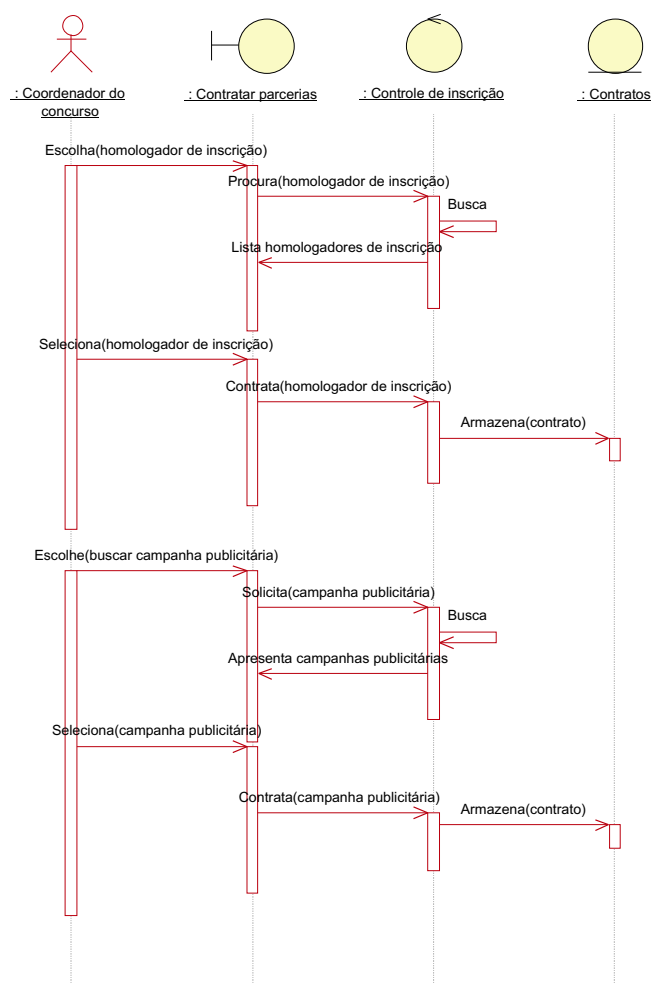 : Coordenador do
concurso
: Contratar parcerias
: Controle de inscrição
: Contratos
Escolha(homologador de inscrição)
Procura(homologador de inscrição)
Busca
Lista homologadores de inscrição
Seleciona(homologador de inscrição)
Contrata(homologador de inscrição)
Armazena(contrato)
Escolhe(buscar campanha publicitária)
Solicita(campanha publicitária)
Busca
Apresenta campanhas publicitárias
Seleciona(campanha publicitária)
Contrata(campanha publicitária)
Armazena(contrato)